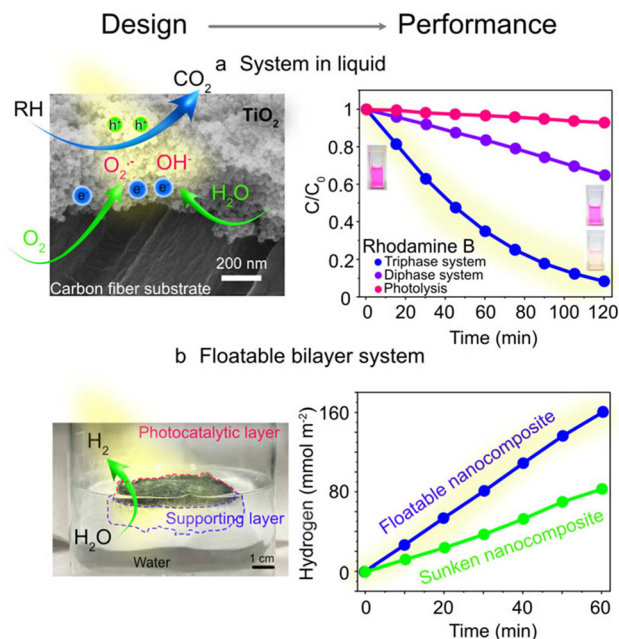 Design Performance
a System in liquid
CO2
RH
TiO2
h+ h+
O2·- OH-
e- e- e-
H2O
O2
200 nm
Carbon fiber substrate
C/C0
1
0.8
0.6
0.4
0.2
0
Rhodamine B
Triphase system
Diphase system
Photolysis
0 20 40 60 80 100 120
Time (min)
b Floatable bilayer system
H2
Photocatalytic layer
H2O
Supporting layer
Water
1 cm
Hydrogen (mmol m-2)
160
80
0
Floatable nanocomposite
Sunken nanocomposite
0 20 40 60
Time (min)